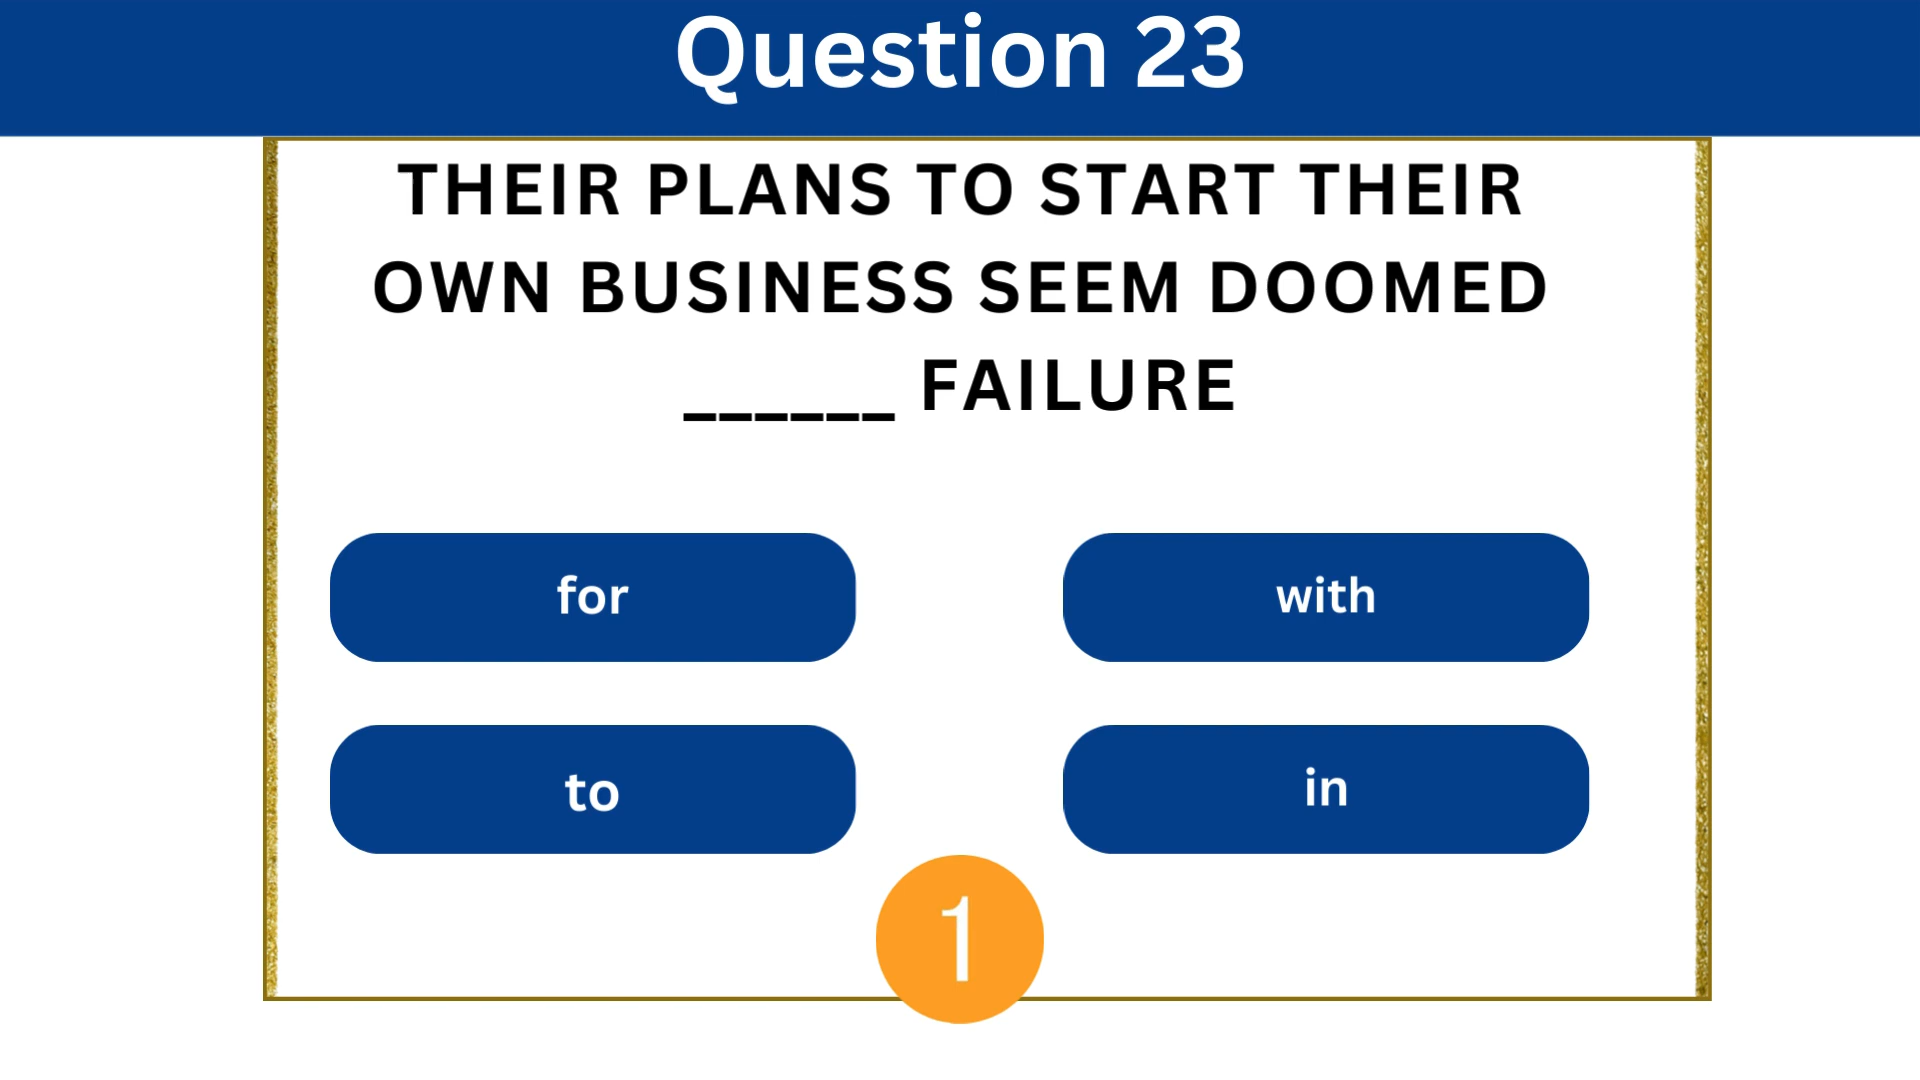 Question 23
THEIR PLANS TO START THEIR
OWN BUSINESS SEEM DOOMED
______ FAILURE
for
with
to
in
1